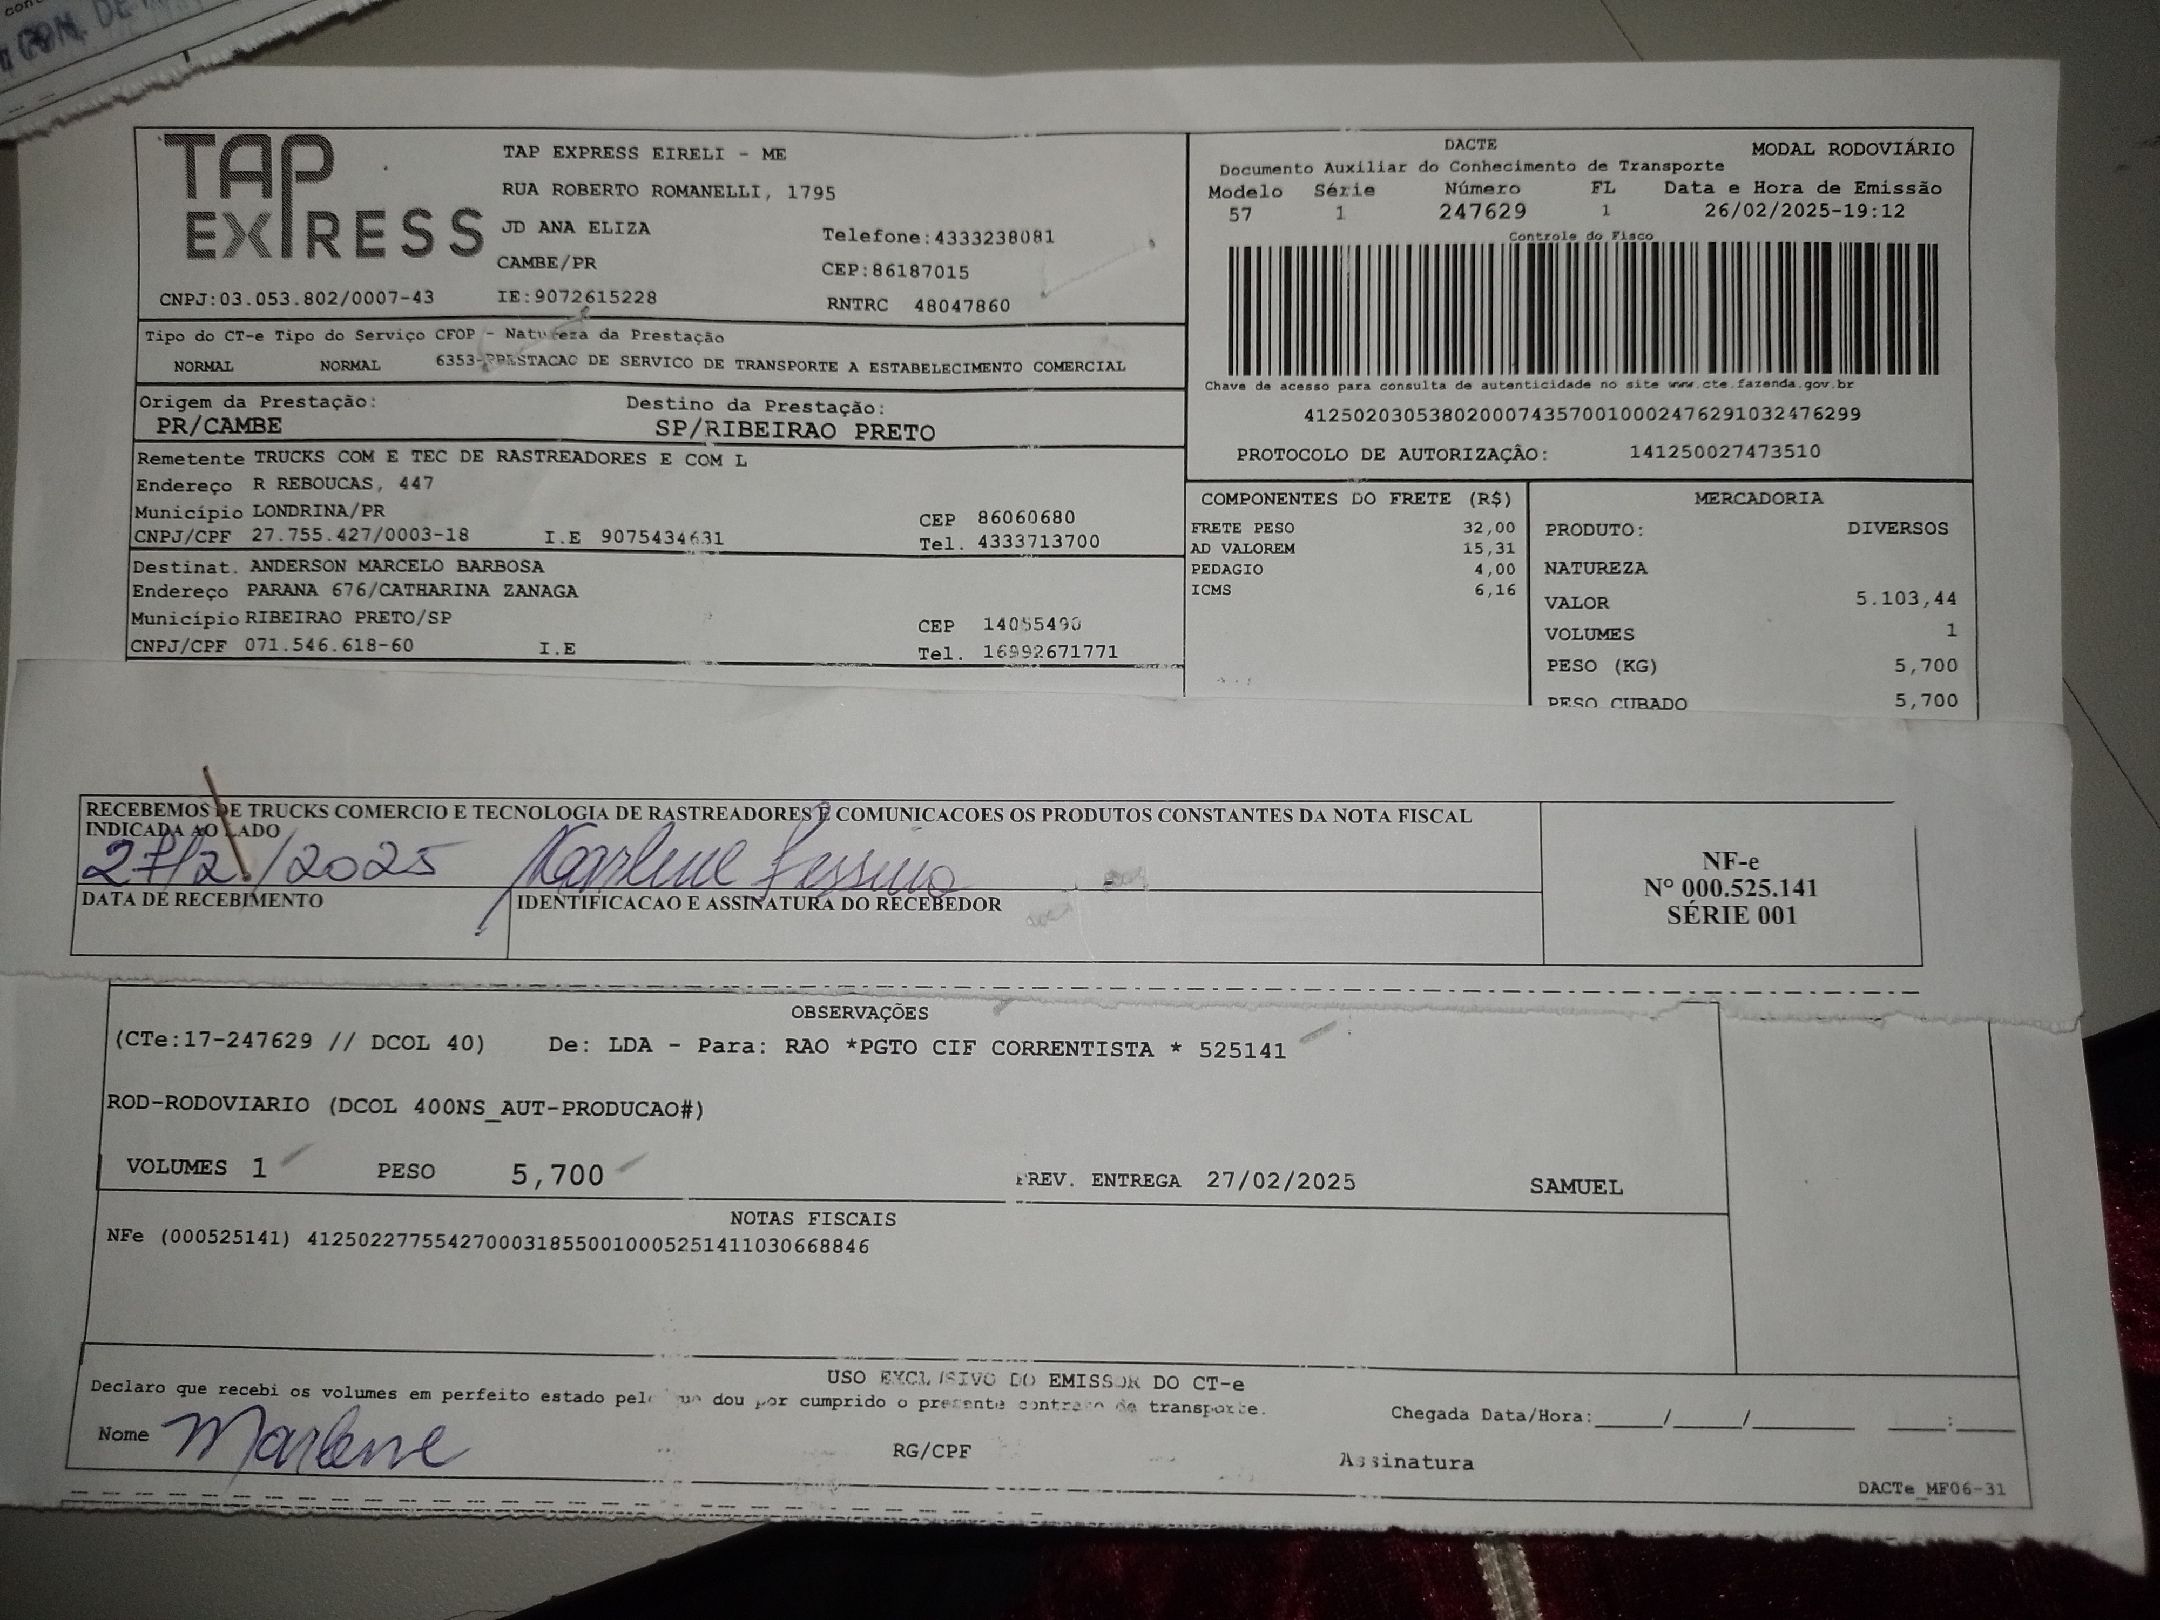 CON. DE
TAP
EXPRESS
TAP EXPRESS EIRELI - ME
RUA ROBERTO ROMANELLI, 1795
JD ANA ELIZA
Telefone:4333238081
CAMBE/PR
CEP:86187015
CNPJ:03.053.802/0007-43 IE:9072615228 RNTRC 48047860
DACTE MODAL RODOVIÁRIO
Documento Auxiliar do Conhecimento de Transporte
Modelo Série Número FL Data e Hora de Emissão
57 1 247629 1 26/02/2025-19:12
Controle do Fisco
Chave de acesso para consulta de autenticidade no site www.cte.fazenda.gov.br
41250203053802000743570010002476291032476299
PROTOCOLO DE AUTORIZAÇÃO: 141250027473510
Tipo do CT-e Tipo do Serviço CFOP - Natureza da Prestação
NORMAL NORMAL 6353-PRESTACAO DE SERVICO DE TRANSPORTE A ESTABELECIMENTO COMERCIAL
Origem da Prestação: Destino da Prestação:
PR/CAMBE SP/RIBEIRAO PRETO
Remetente TRUCKS COM E TEC DE RASTREADORES E COM L
Endereço R REBOUCAS, 447
Município LONDRINA/PR CEP 86060680
CNPJ/CPF 27.755.427/0003-18 I.E 9075434631 Tel. 4333713700
Destinat. ANDERSON MARCELO BARBOSA
Endereço PARANA 676/CATHARINA ZANAGA
Município RIBEIRAO PRETO/SP CEP 14055490
CNPJ/CPF 071.546.618-60 I.E Tel. 16992671771
COMPONENTES DO FRETE (R$)
FRETE PESO 32,00
AD VALOREM 15,31
PEDAGIO 4,00
ICMS 6,16
MERCADORIA
PRODUTO: DIVERSOS
NATUREZA
VALOR 5.103,44
VOLUMES 1
PESO (KG) 5,700
PESO CUBADO 5,700
RECEBEMOS DE TRUCKS COMERCIO E TECNOLOGIA DE RASTREADORES E COMUNICACOES OS PRODUTOS CONSTANTES DA NOTA FISCAL
INDICADA AO LADO
27/2/2025 Marlene
DATA DE RECEBIMENTO IDENTIFICACAO E ASSINATURA DO RECEBEDOR
NF-e
Nº 000.525.141
SÉRIE 001
OBSERVAÇÕES
(CTe:17-247629 // DCOL 40) De: LDA - Para: RAO *PGTO CIF CORRENTISTA * 525141
ROD-RODOVIARIO (DCOL 400NS_AUT-PRODUCAO#)
VOLUMES 1 PESO 5,700 PREV. ENTREGA 27/02/2025 SAMUEL
NOTAS FISCAIS
NFe (000525141) 41250227755427000318550010005251411030668846
USO EXCLUSIVO DO EMISSOR DO CT-e
Declaro que recebi os volumes em perfeito estado pelo que dou por cumprido o presente contrato de transporte.
Chegada Data/Hora:_____/_____/________ ____:____
Nome Marlene RG/CPF Assinatura
DACTe_MF06-31